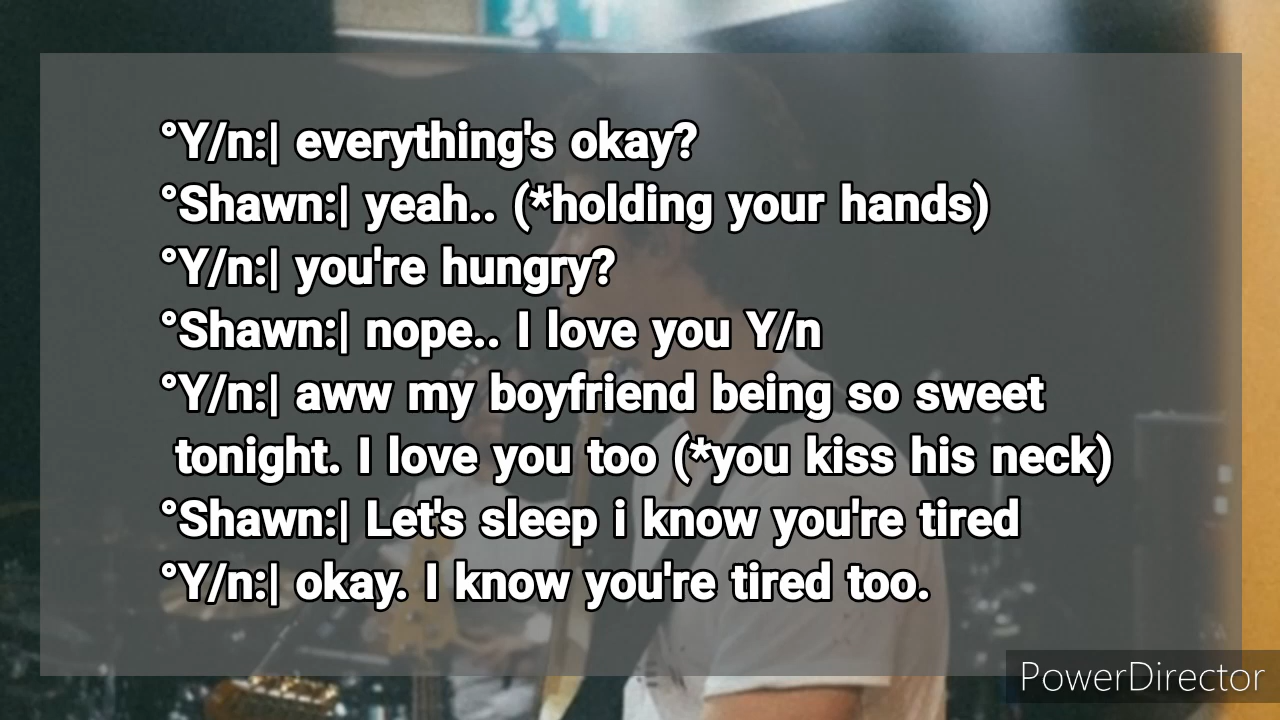 °Y/n:| everything's okay?
°Shawn:| yeah.. (*holding your hands)
°Y/n:| you're hungry?
°Shawn:| nope.. I love you Y/n
°Y/n:| aww my boyfriend being so sweet
tonight. I love you too (*you kiss his neck)
°Shawn:| Let's sleep i know you're tired
°Y/n:| okay. I know you're tired too.
PowerDirector